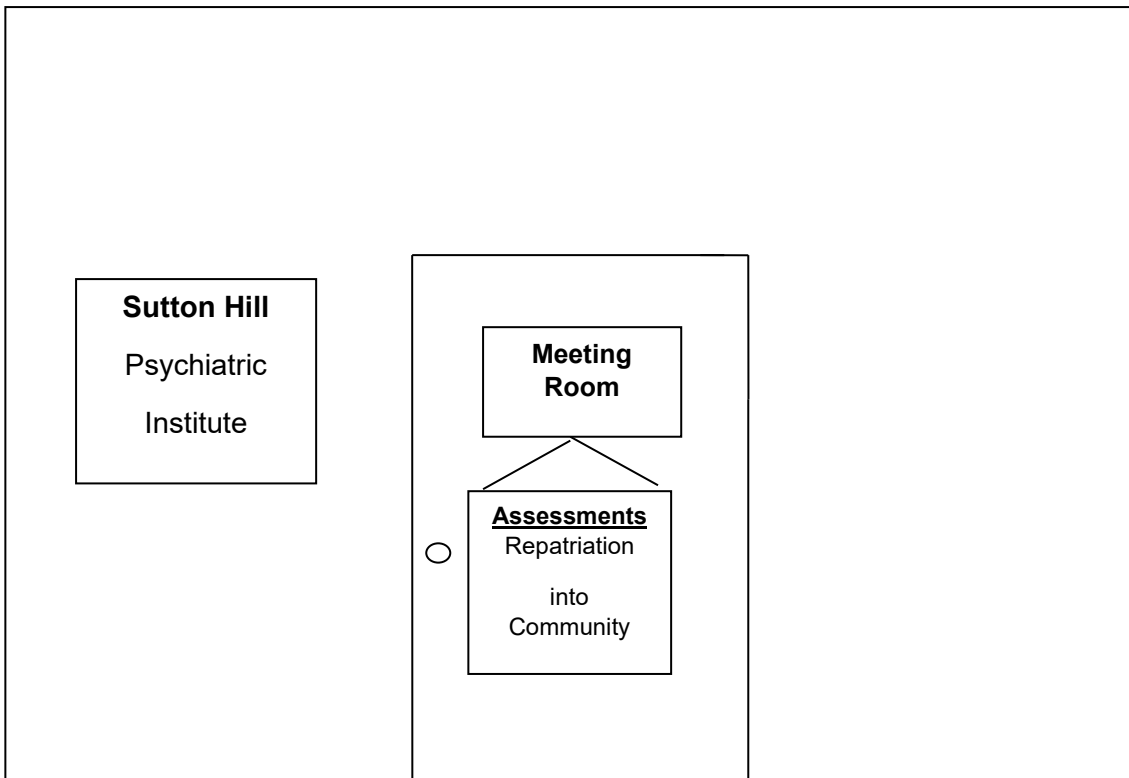 Sutton Hill
Psychiatric
Institute
Meeting
Room
Assessments
Repatriation
into
Community